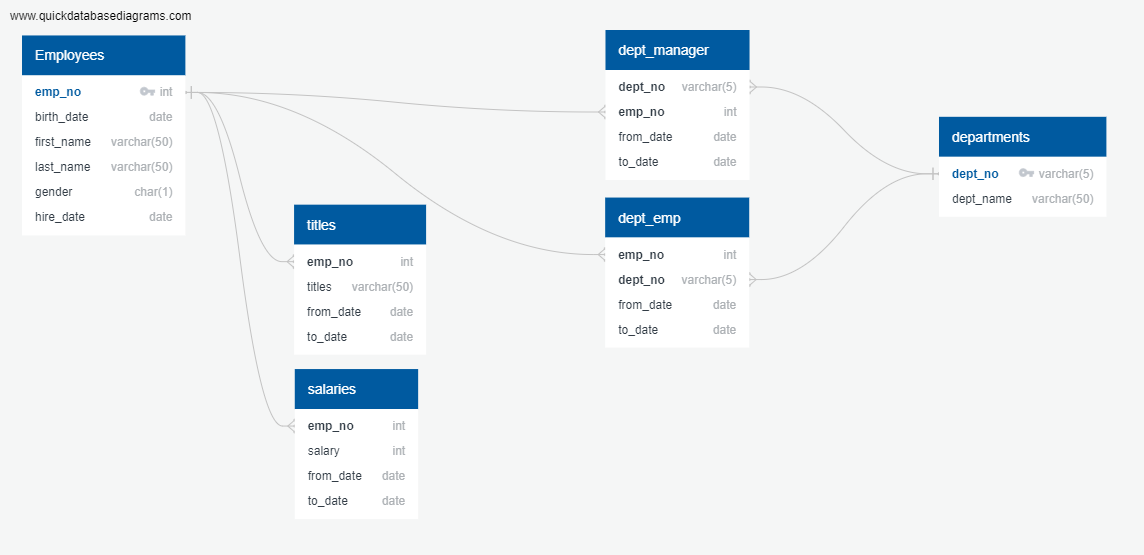 www.quickdatabasediagrams.com
Employees
emp_no int
birth_date date
first_name varchar(50)
last_name varchar(50)
gender char(1)
hire_date date
titles
emp_no int
titles varchar(50)
from_date date
to_date date
salaries
emp_no int
salary int
from_date date
to_date date
dept_manager
dept_no varchar(5)
emp_no int
from_date date
to_date date
dept_emp
emp_no int
dept_no varchar(5)
from_date date
to_date date
departments
dept_no varchar(5)
dept_name varchar(50)